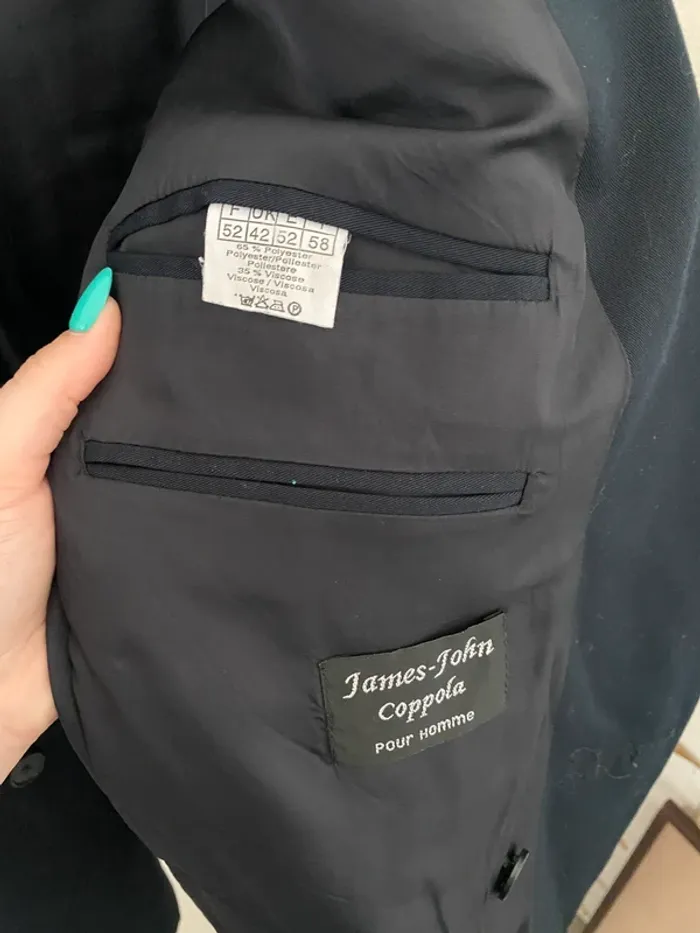 F UK E I
52 42 52 58
65 % Polyester
Polyester/Poliester
Poliestere
35 % Viscose
Viscose / Viscosa
Viscosa
P
James-John
Coppola
POUR HOMME